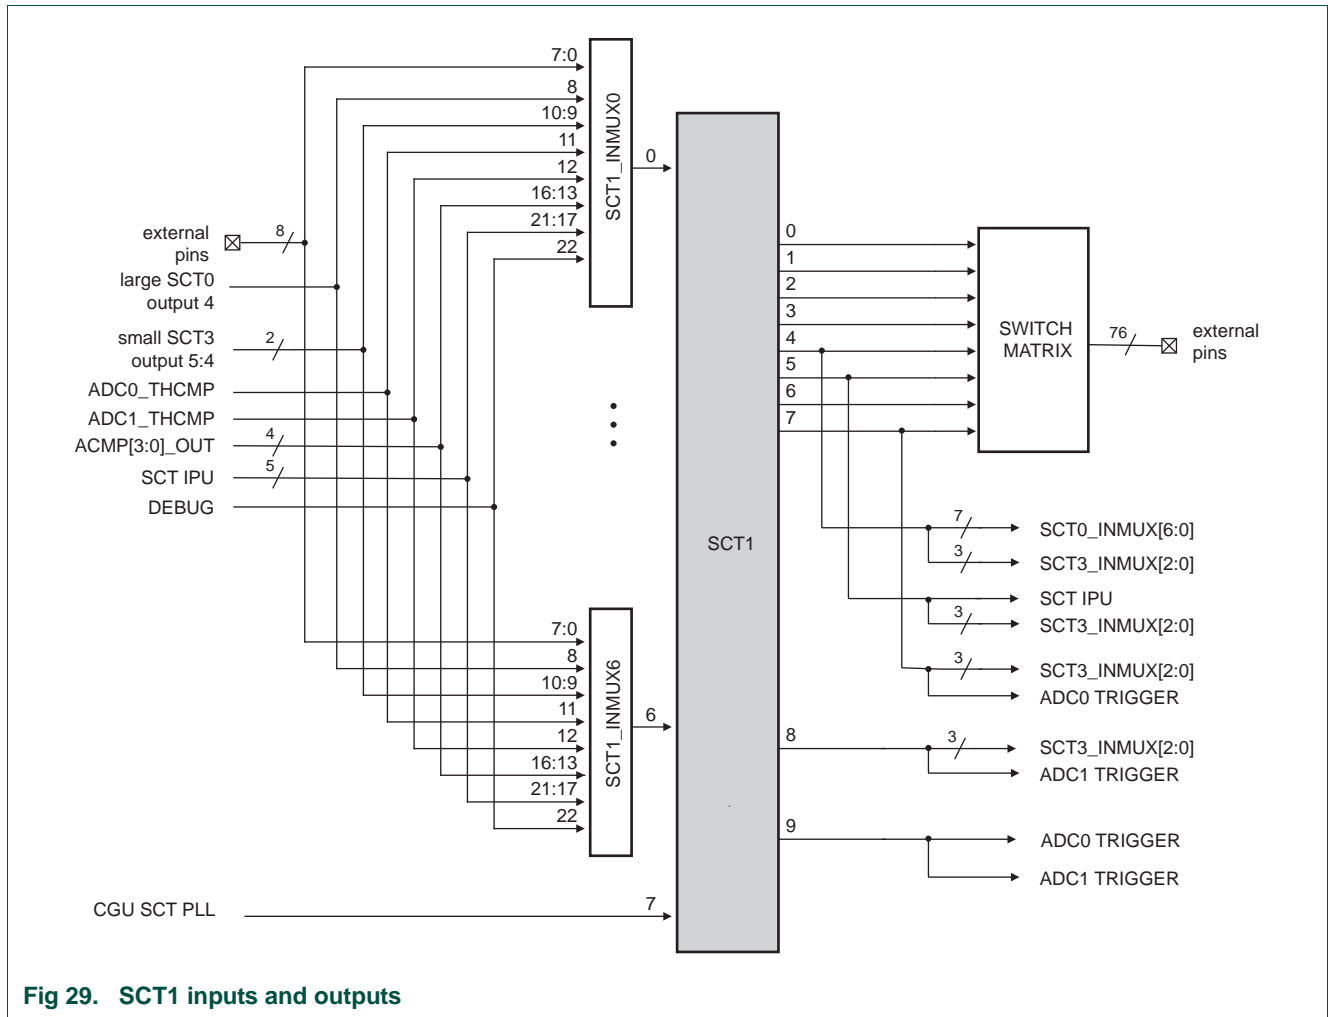 7:0
8
10:9
11
12
16:13
21:17
22
SCT1_INMUX0
0
external
pins
8
large SCT0
output 4
small SCT3
output 5:4
2
ADC0_THCMP
ADC1_THCMP
ACMP[3:0]_OUT
4
SCT IPU
5
DEBUG
7:0
8
10:9
11
12
16:13
21:17
22
SCT1_INMUX6
6
CGU SCT PLL
7
SCT1
0
1
2
3
4
5
6
7
SWITCH
MATRIX
76
external
pins
7
SCT0_INMUX[6:0]
3
SCT3_INMUX[2:0]
SCT IPU
3
SCT3_INMUX[2:0]
3
SCT3_INMUX[2:0]
ADC0 TRIGGER
8
3
SCT3_INMUX[2:0]
ADC1 TRIGGER
9
ADC0 TRIGGER
ADC1 TRIGGER
Fig 29. SCT1 inputs and outputs